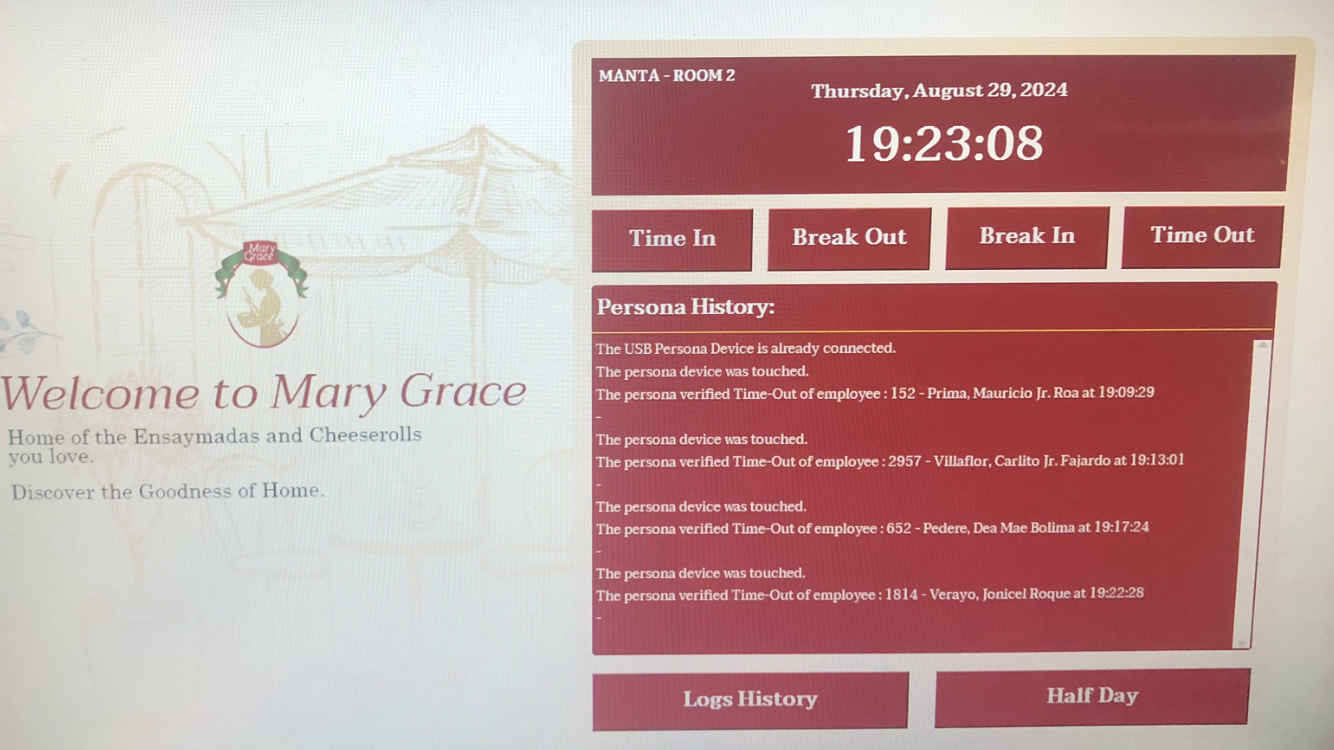 MANTA - ROOM 2
Thursday, August 29, 2024
19:23:08
Time In
Break Out
Break In
Time Out
Mary
Grace
Welcome to Mary Grace
Home of the Ensaymadas and Cheeserolls
you love.
Discover the Goodness of Home.
Persona History:
The USB Persona Device is already connected.
The persona device was touched.
The persona verified Time-Out of employee : 152 - Prima, Mauricio Jr. Roa at 19:09:29
-
The persona device was touched.
The persona verified Time-Out of employee : 2957 - Villaflor, Carlito Jr. Fajardo at 19:13:01
-
The persona device was touched.
The persona verified Time-Out of employee : 652 - Pedere, Dea Mae Bolima at 19:17:24
-
The persona device was touched.
The persona verified Time-Out of employee : 1814 - Verayo, Jonicel Roque at 19:22:28
-
Logs History
Half Day